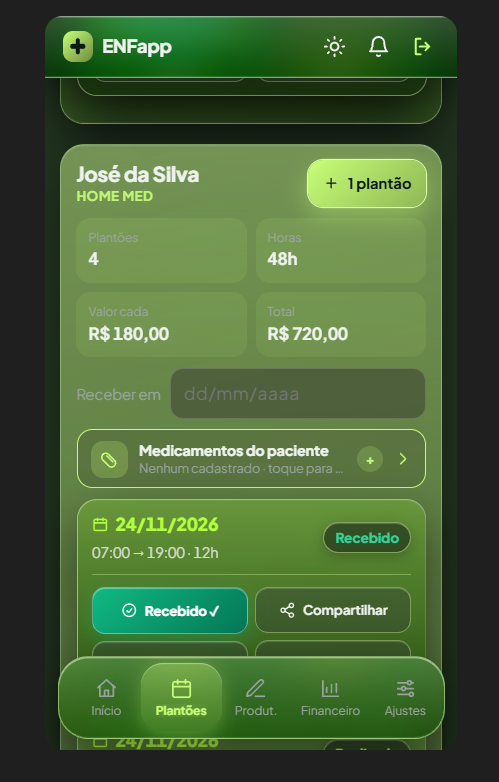 ENFapp
José da Silva
HOME MED
+ 1 plantão
Plantões
4
Horas
48h
Valor cada
R$ 180,00
Total
R$ 720,00
Receber em
dd/mm/aaaa
Medicamentos do paciente
Nenhum cadastrado · toque para ...
+
24/11/2026
07:00 → 19:00 · 12h
Recebido
Recebido ✓
Compartilhar
24/11/2026
Início
Plantões
Produt.
Financeiro
Ajustes